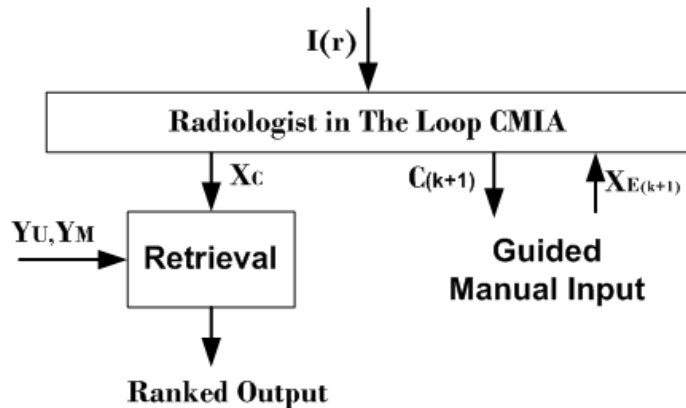 I(r)
Radiologist in The Loop CMIA
XC
C(k+1)
XE(k+1)
YU,YM
Retrieval
Guided
Manual Input
Ranked Output